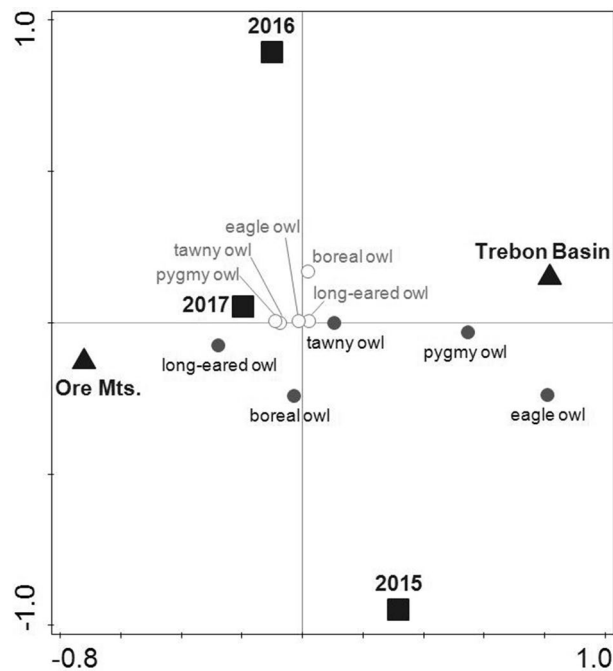 1.0
2016
eagle owl
tawny owl
boreal owl
pygmy owl
Trebon Basin
long-eared owl
2017
tawny owl
long-eared owl
pygmy owl
Ore Mts.
boreal owl
eagle owl
2015
-1.0
-0.8
1.0